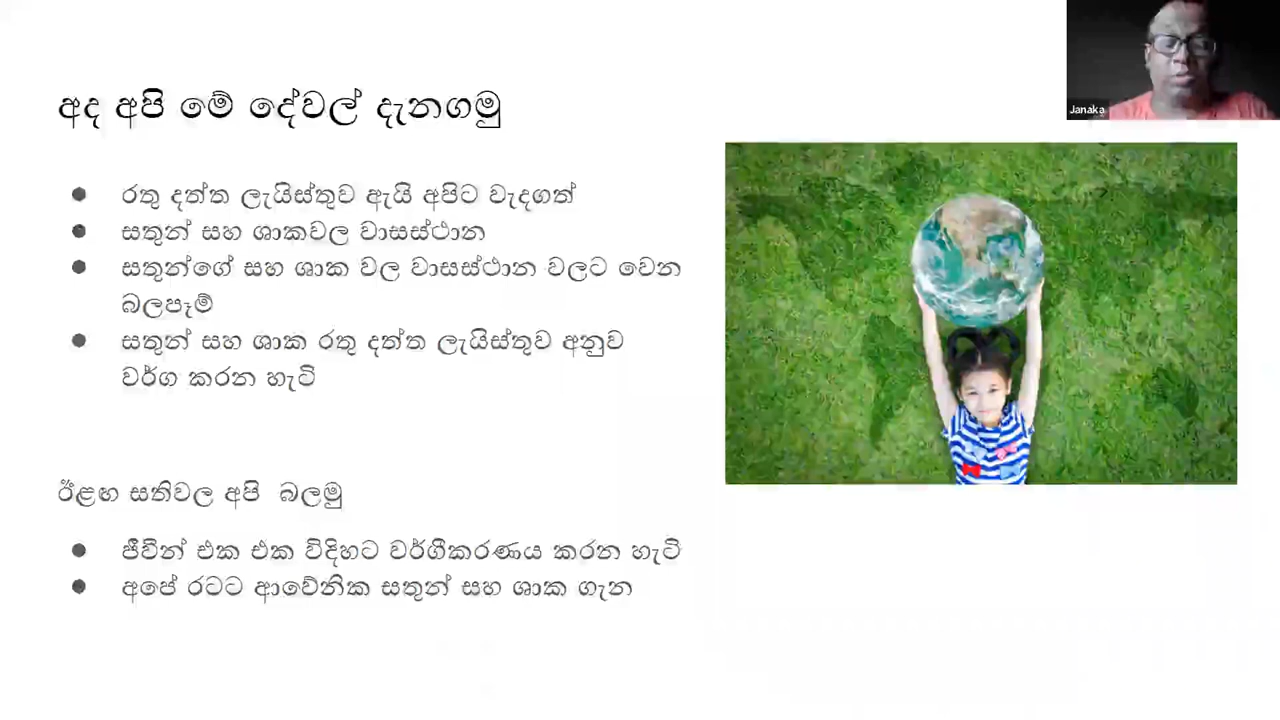 අද අපි මේ දේවල් දැනගමු
Janaka
● රතු දත්ත ලැයිස්තුව ඇයි අපිට වැදගත්
● සතුන් සහ ශාකවල වාසස්ථාන
● සතුන්ගේ සහ ශාක වල වාසස්ථාන වලට වෙන
බලපෑම්
● සතුන් සහ ශාක රතු දත්ත ලැයිස්තුව අනුව
වර්ග කරන හැටි
ඊළඟ සතිවල අපි බලමු
● ජීවීන් එක එක විදිහට වර්ගීකරණය කරන හැටි
● අපේ රටට ආවේනික සතුන් සහ ශාක ගැන